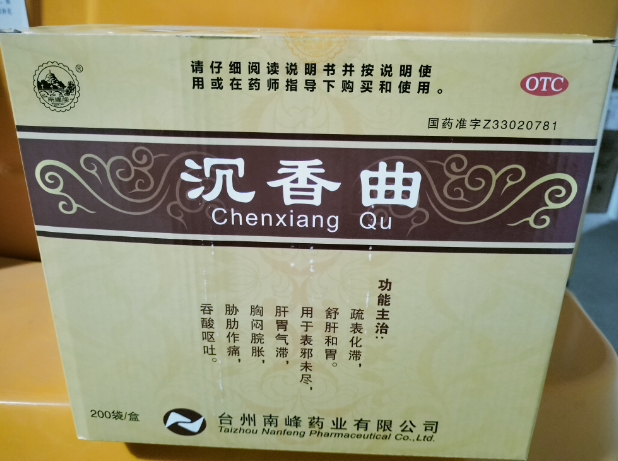 请仔细阅读说明书并按说明使
用或在药师指导下购买和使用。
OTC
国药准字Z33020781
沉香曲
Chenxiang Qu
功能主治：
疏表化滞，
舒肝和胃。
用于表邪未尽，
肝胃气滞，
胸闷脘胀，
胁肋作痛，
吞酸呕吐。
200袋/盒
台州南峰药业有限公司
Taizhou Nanfeng Pharmaceutical Co.,Ltd.